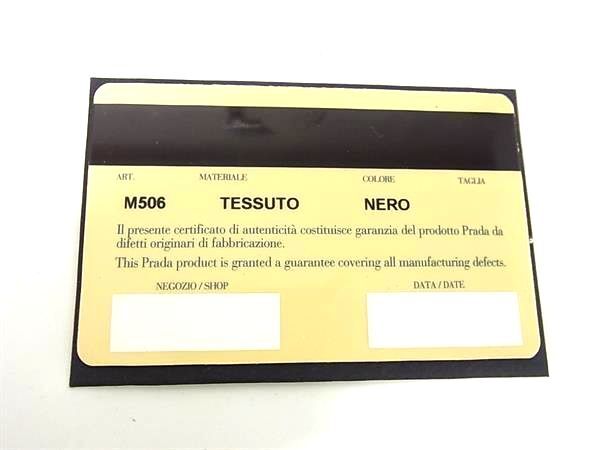 ART. MATERIALE COLORE TAGLIA
M506 TESSUTO NERO
Il presente certificato di autenticità costituisce garanzia del prodotto Prada da
difetti originari di fabbricazione.
This Prada product is granted a guarantee covering all manufacturing defects.
NEGOZIO / SHOP DATA / DATE